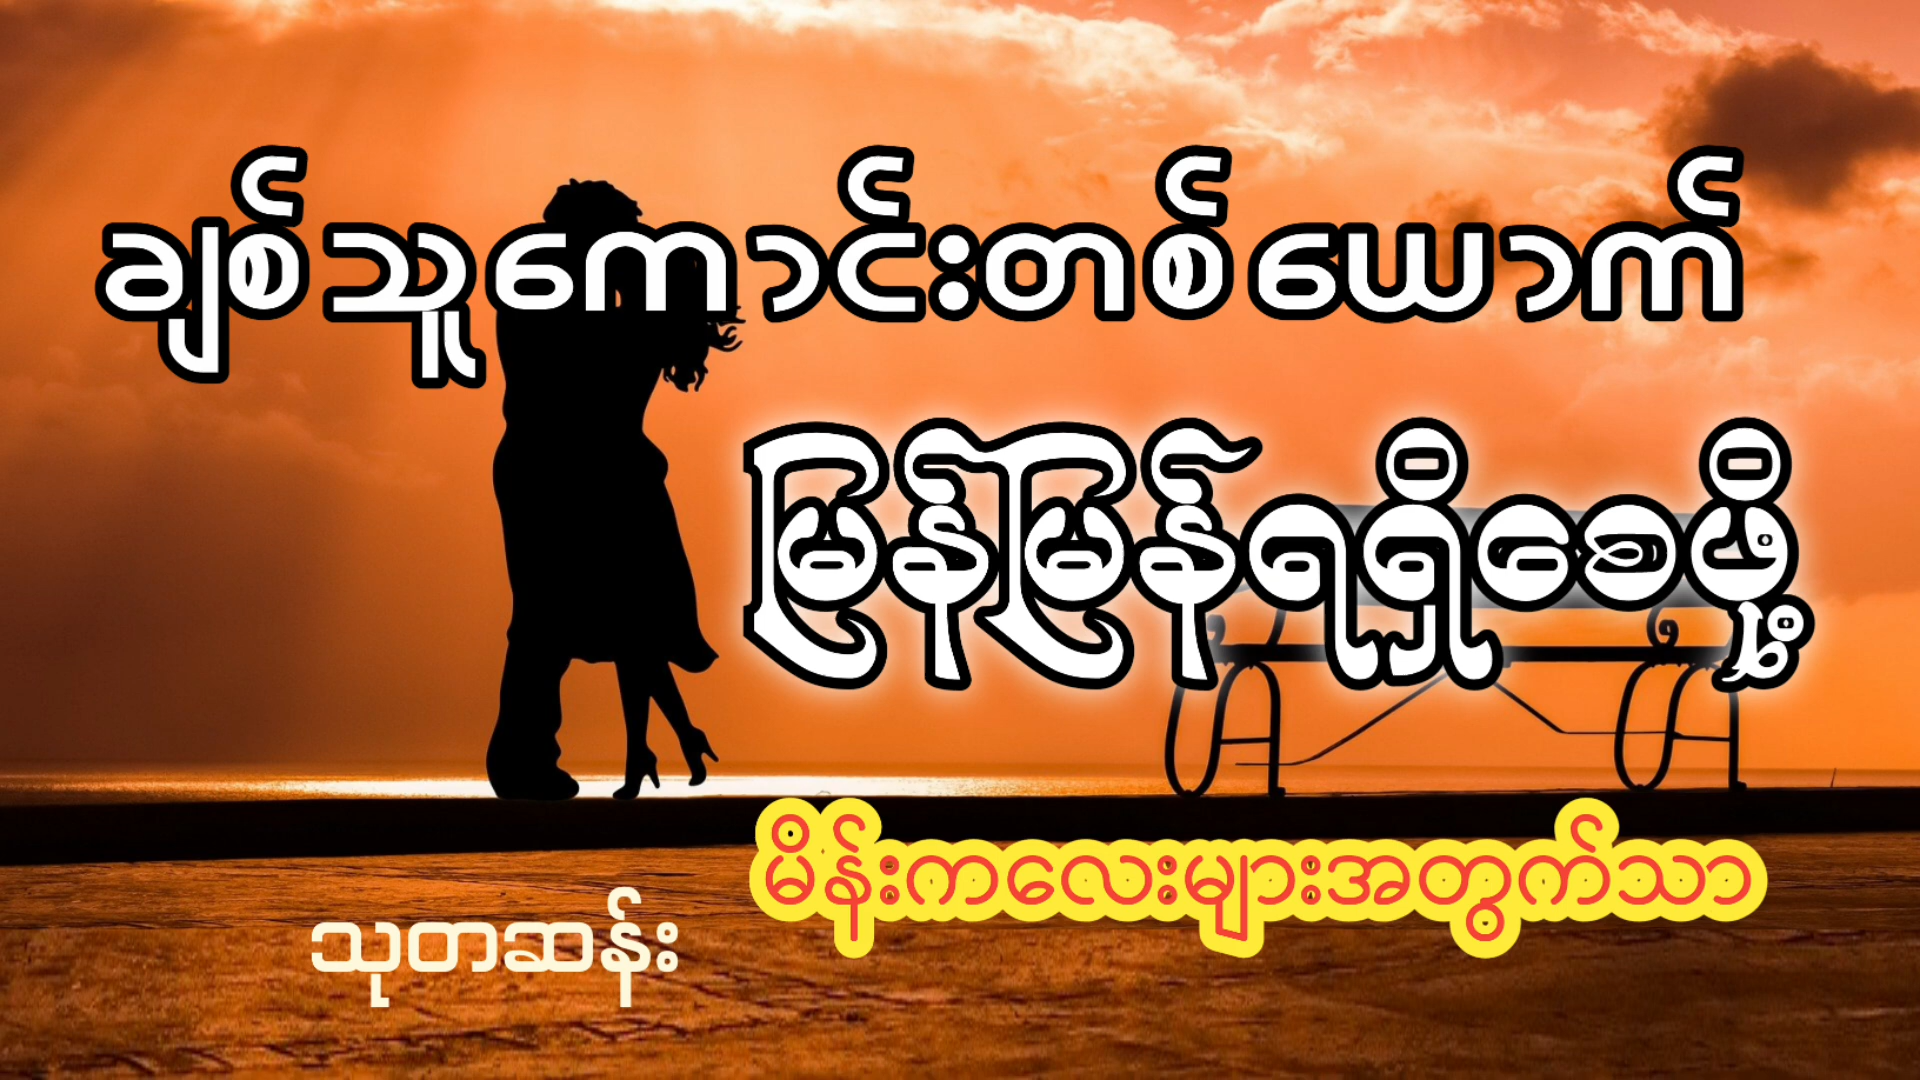 ချစ်သူကောင်းတစ်ယောက်
မြန်မြန်ရရှိစေဖို့
မိန်းကလေးများအတွက်သာ
သုတဆန်း